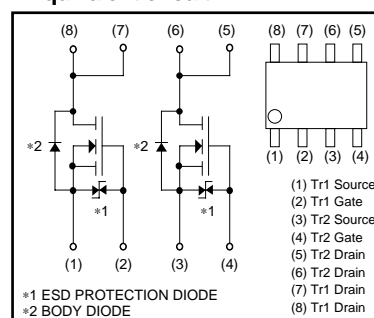 (8) (7) (6) (5)
(8) (7) (6) (5)
∗2 ∗2
∗1 ∗1
(1) (2) (3) (4)
(1) (2) (3) (4)
∗1 ESD PROTECTION DIODE
∗2 BODY DIODE
(1) Tr1 Source
(2) Tr1 Gate
(3) Tr2 Source
(4) Tr2 Gate
(5) Tr2 Drain
(6) Tr2 Drain
(7) Tr1 Drain
(8) Tr1 Drain